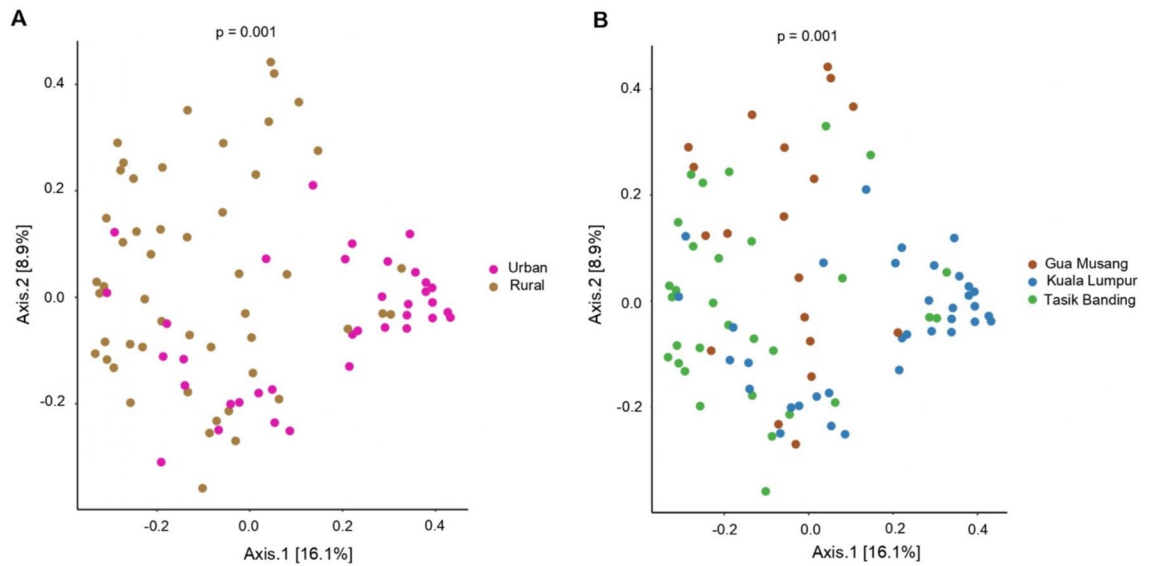 A
p = 0.001
0.4
0.2
0.0
-0.2
Axis.2 [8.9%]
-0.2 0.0 0.2 0.4
Axis.1 [16.1%]
Urban
Rural
B
p = 0.001
0.4
0.2
0.0
-0.2
Axis.2 [8.9%]
-0.2 0.0 0.2 0.4
Axis.1 [16.1%]
Gua Musang
Kuala Lumpur
Tasik Banding